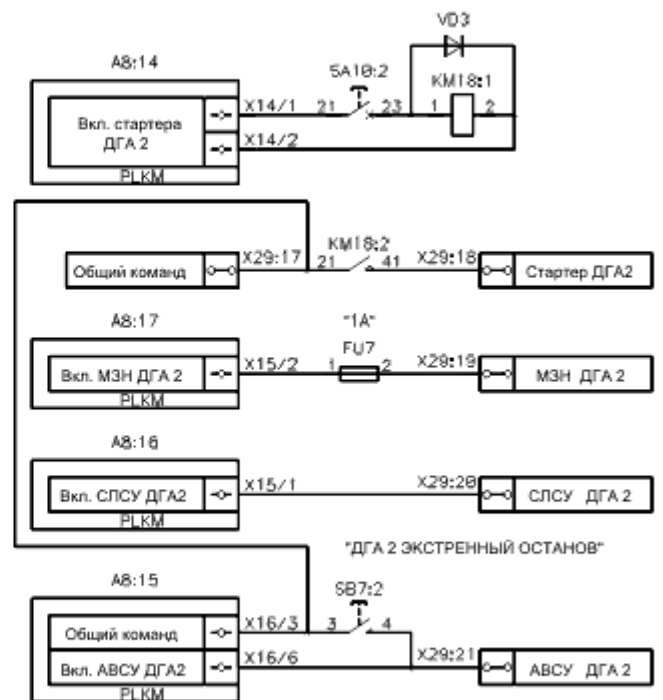 VD3
A8:14
SA10:2
KM18:1
Вкл. стартера
ДГА 2
X14/1 21 23 1 2
X14/2
PLKM
KM18:2
Общий команд X29:17 21 41 X29:18 Стартер ДГА2
A8:17
"1A"
FU7
Вкл. МЗН ДГА 2 X15/2 1 2 X29:19 МЗН ДГА 2
PLKM
A8:16
Вкл. СЛСУ ДГА2 X15/1 X29:20 СЛСУ ДГА 2
PLKM
"ДГА 2 ЭКСТРЕННЫЙ ОСТАНОВ"
A8:15
SB7:2
Общий команд X16/3 3 4
Вкл. АВСУ ДГА2 X16/6 X29:21 АВСУ ДГА 2
PLKM